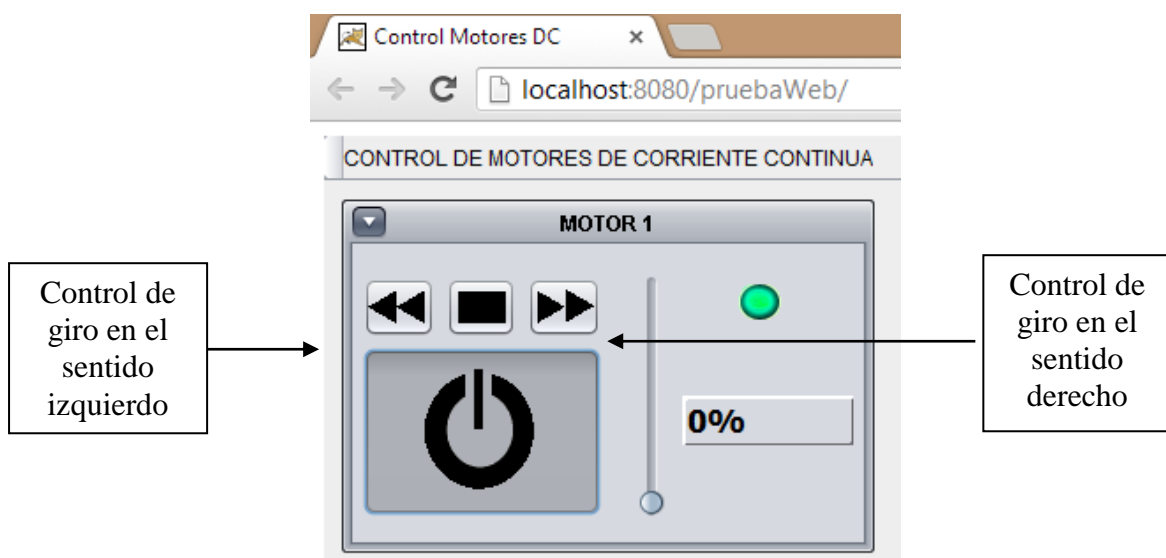 Control Motores DC
localhost:8080/pruebaWeb/
CONTROL DE MOTORES DE CORRIENTE CONTINUA
MOTOR 1
Control de
giro en el
sentido
izquierdo
0%
Control de
giro en el
sentido
derecho